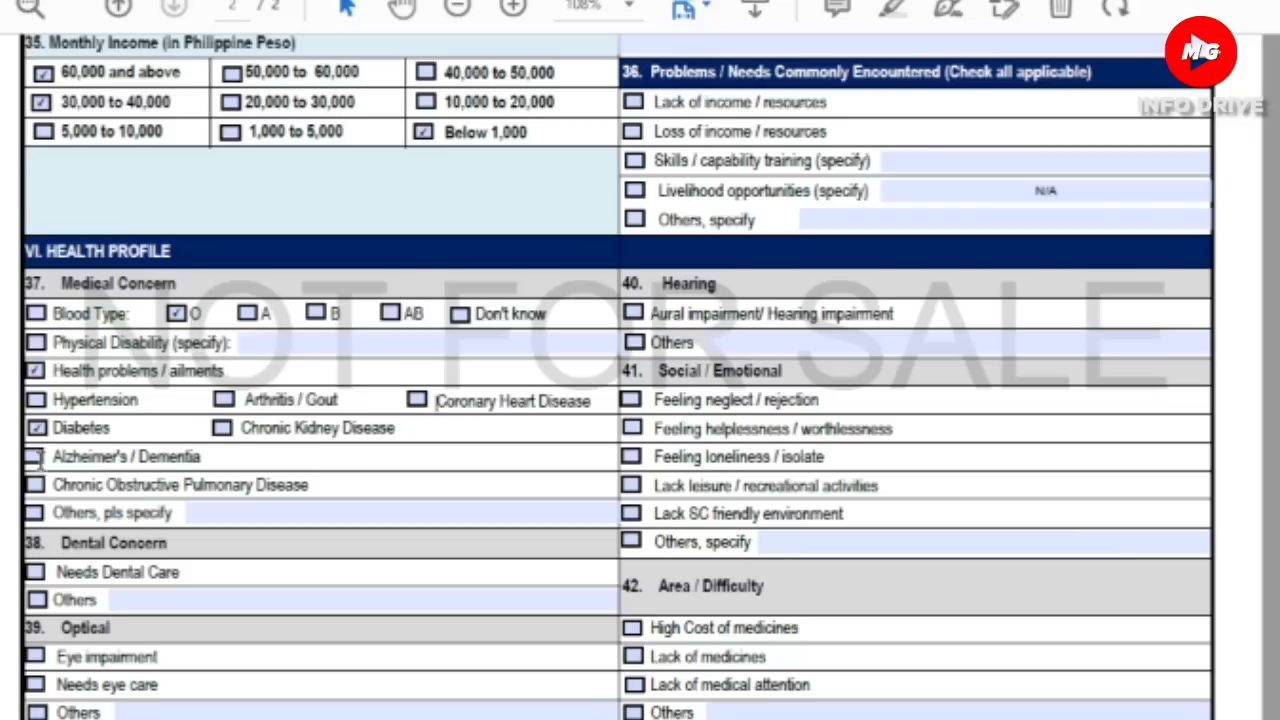 2 / 2
108%
MG
INFO DRIVE
35. Monthly Income (in Philippine Peso)
60,000 and above 50,000 to 60,000 40,000 to 50,000
30,000 to 40,000 20,000 to 30,000 10,000 to 20,000
5,000 to 10,000 1,000 to 5,000 Below 1,000
36. Problems / Needs Commonly Encountered (Check all applicable)
Lack of income / resources
Loss of income / resources
Skills / capability training (specify)
Livelihood opportunities (specify) N/A
Others, specify
VI. HEALTH PROFILE
NOT FOR SALE
37. Medical Concern
Blood Type: O A B AB Don't know
Physical Disability (specify):
Health problems / ailments
Hypertension Arthritis / Gout Coronary Heart Disease
Diabetes Chronic Kidney Disease
Alzheimer's / Dementia
Chronic Obstructive Pulmonary Disease
Others, pls specify
38. Dental Concern
Needs Dental Care
Others
39. Optical
Eye impairment
Needs eye care
Others
40. Hearing
Aural impairment/ Hearing impairment
Others
41. Social / Emotional
Feeling neglect / rejection
Feeling helplessness / worthlessness
Feeling loneliness / isolate
Lack leisure / recreational activities
Lack SC friendly environment
Others, specify
42. Area / Difficulty
High Cost of medicines
Lack of medicines
Lack of medical attention
Others